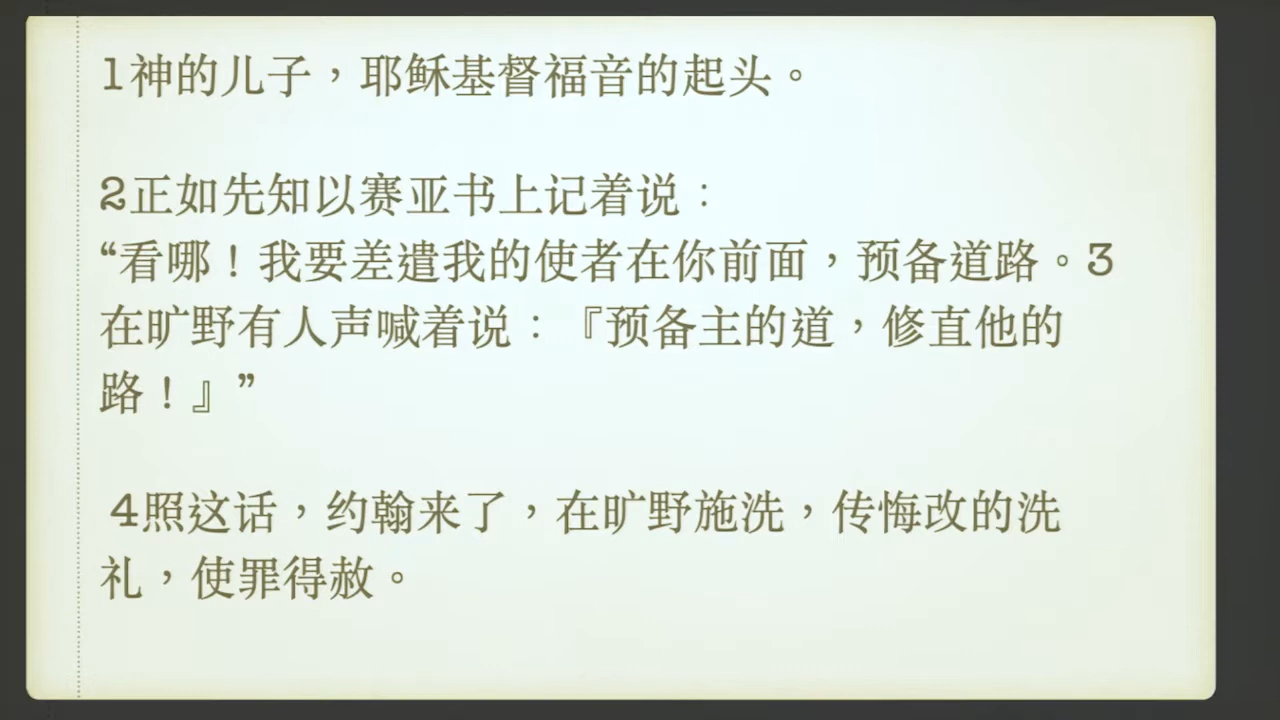 1神的儿子，耶稣基督福音的起头。
2正如先知以赛亚书上记着说：
“看哪！我要差遣我的使者在你前面，预备道路。3
在旷野有人声喊着说：『预备主的道，修直他的
路！』”
4照这话，约翰来了，在旷野施洗，传悔改的洗
礼，使罪得赦。